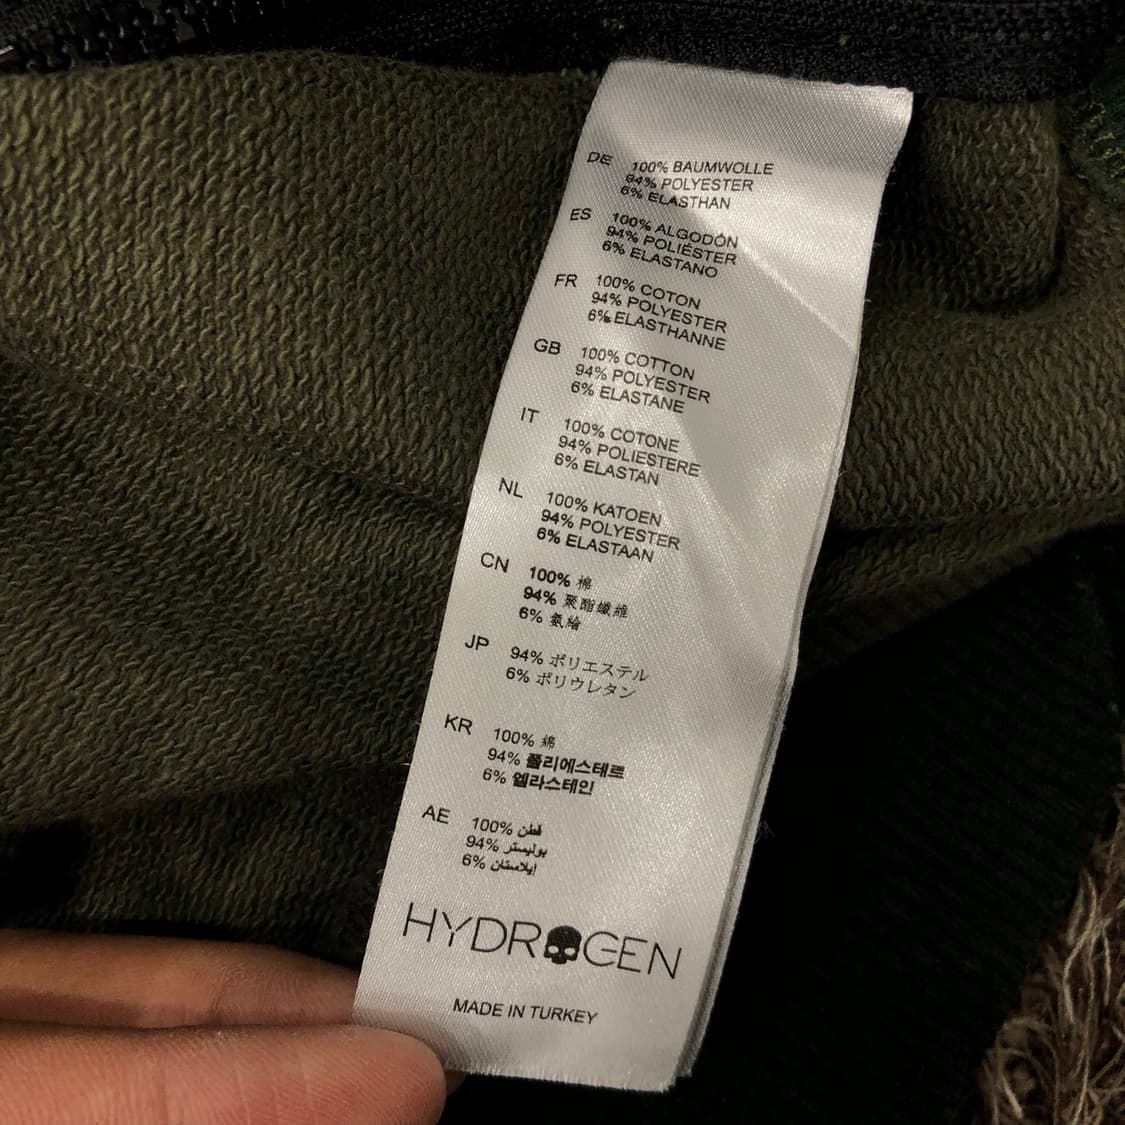 DE 100% BAUMWOLLE
94% POLYESTER
6% ELASTHAN
ES 100% ALGODÓN
94% POLIÉSTER
6% ELASTANO
FR 100% COTON
94% POLYESTER
6% ELASTHANNE
GB 100% COTTON
94% POLYESTER
6% ELASTANE
IT 100% COTONE
94% POLIESTERE
6% ELASTAN
NL 100% KATOEN
94% POLYESTER
6% ELASTAAN
CN 100% 棉
94% 聚酯纖維
6% 氨綸
JP 94% ポリエステル
6% ポリウレタン
KR 100% 綿
94% 폴리에스테르
6% 엘라스테인
AE 100% قطن
94% بوليستر
6% إيلاستان
HYDROGEN
MADE IN TURKEY